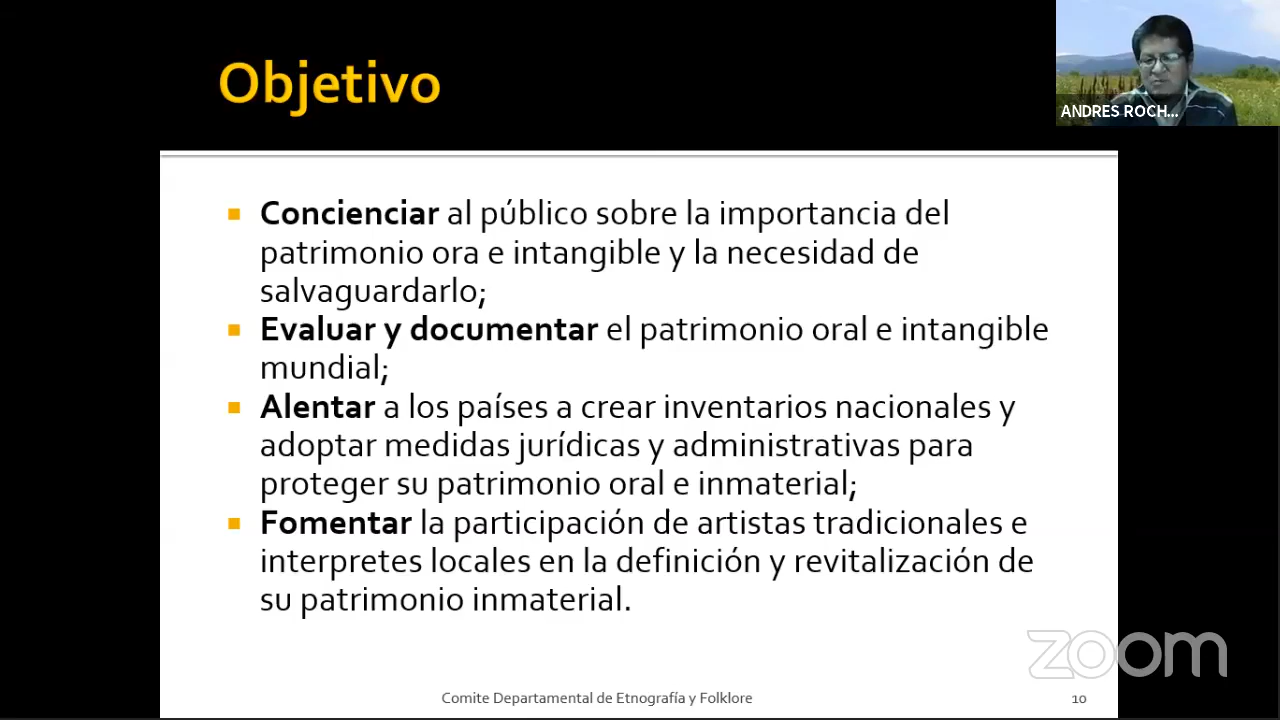 Objetivo
ANDRES ROCH...
Concienciar al público sobre la importancia del
patrimonio ora e intangible y la necesidad de
salvaguardarlo;
Evaluar y documentar el patrimonio oral e intangible
mundial;
Alentar a los países a crear inventarios nacionales y
adoptar medidas jurídicas y administrativas para
proteger su patrimonio oral e inmaterial;
Fomentar la participación de artistas tradicionales e
interpretes locales en la definición y revitalización de
su patrimonio inmaterial.
zoom
Comite Departamental de Etnografía y Folklore
10